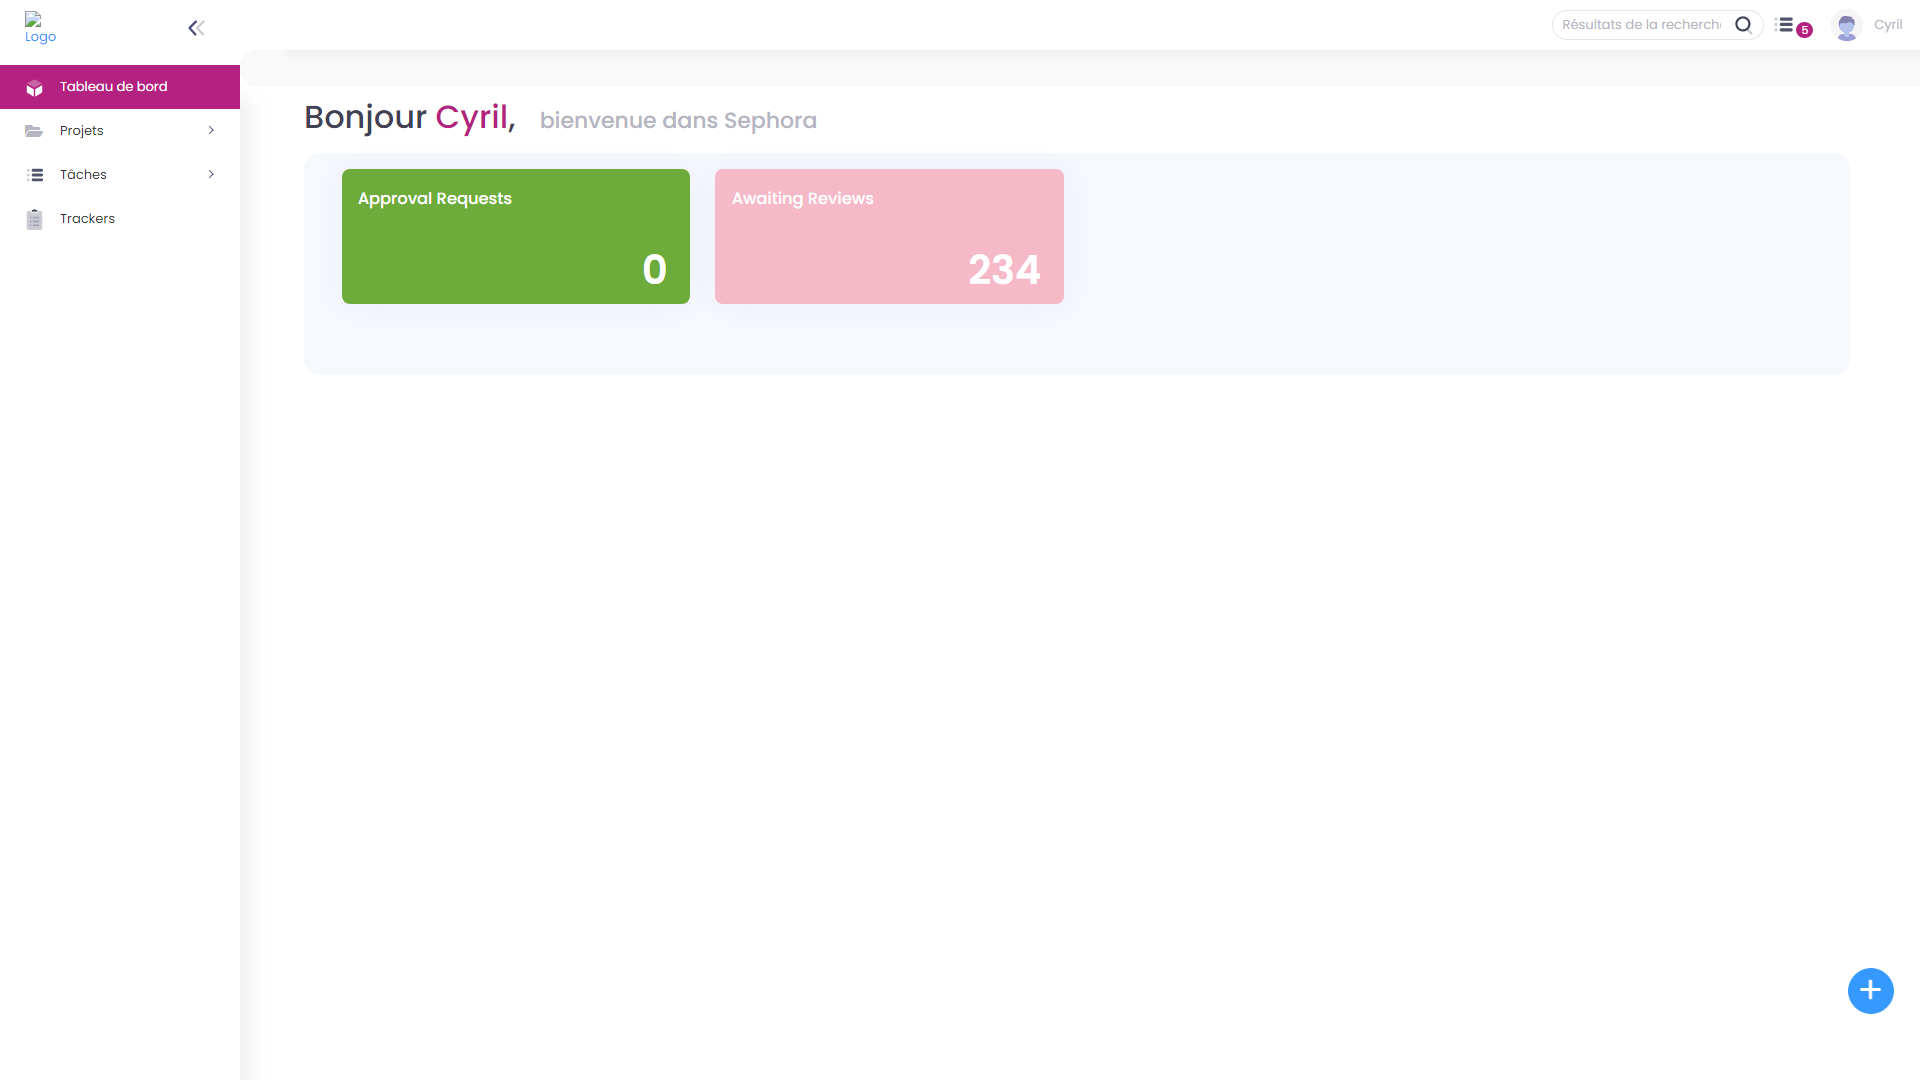 Logo
Résultats de la recherch
5
Cyril
Tableau de bord
Projets
Tâches
Trackers
Bonjour Cyril, bienvenue dans Sephora
Approval Requests
0
Awaiting Reviews
234